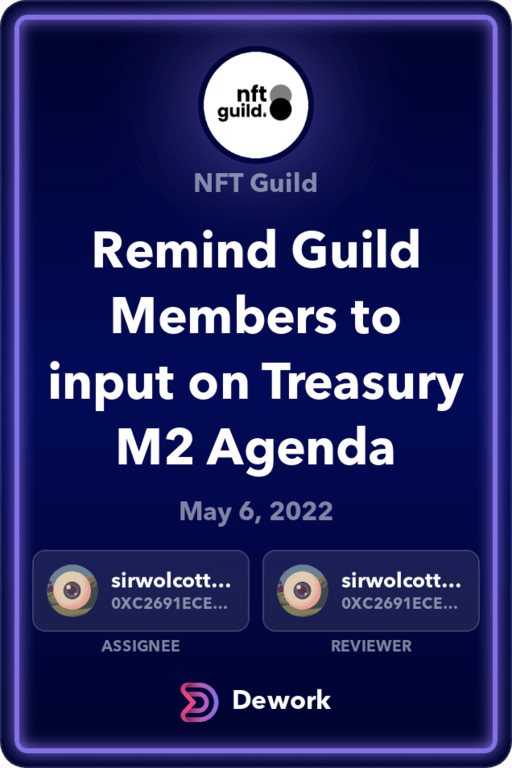 nft
guild.
NFT Guild
Remind Guild
Members to
input on Treasury
M2 Agenda
May 6, 2022
sirwolcott...
0XC2691ECE...
ASSIGNEE
sirwolcott...
0XC2691ECE...
REVIEWER
Dework